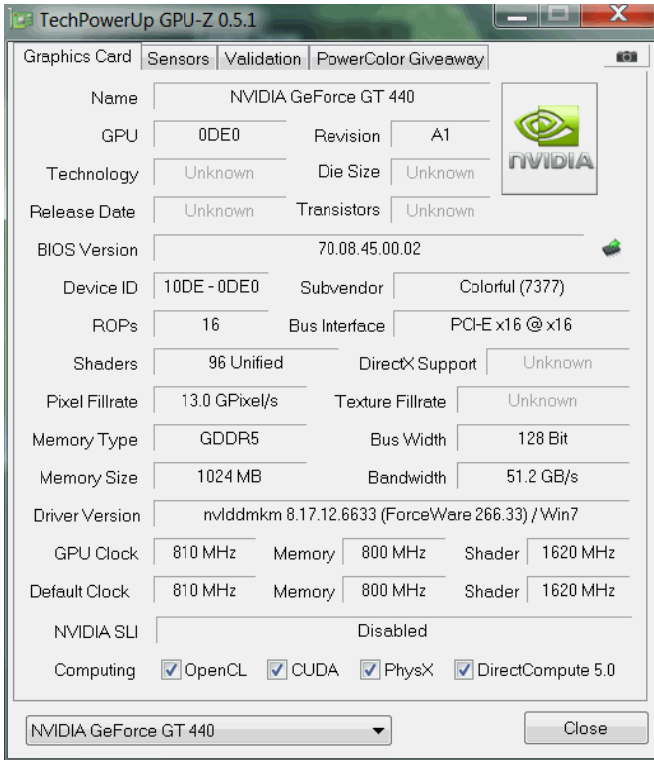 TechPowerUp GPU-Z 0.5.1
Graphics Card Sensors Validation PowerColor Giveaway
Name NVIDIA GeForce GT 440
GPU 0DE0 Revision A1
nVIDIA
Technology Unknown Die Size Unknown
Release Date Unknown Transistors Unknown
BIOS Version 70.08.45.00.02
Device ID 10DE - 0DE0 Subvendor Colorful (7377)
ROPs 16 Bus Interface PCI-E x16 @ x16
Shaders 96 Unified DirectX Support Unknown
Pixel Fillrate 13.0 GPixel/s Texture Fillrate Unknown
Memory Type GDDR5 Bus Width 128 Bit
Memory Size 1024 MB Bandwidth 51.2 GB/s
Driver Version nvlddmkm 8.17.12.6633 (ForceWare 266.33) / Win7
GPU Clock 810 MHz Memory 800 MHz Shader 1620 MHz
Default Clock 810 MHz Memory 800 MHz Shader 1620 MHz
NVIDIA SLI Disabled
Computing OpenCL CUDA PhysX DirectCompute 5.0
NVIDIA GeForce GT 440 Close